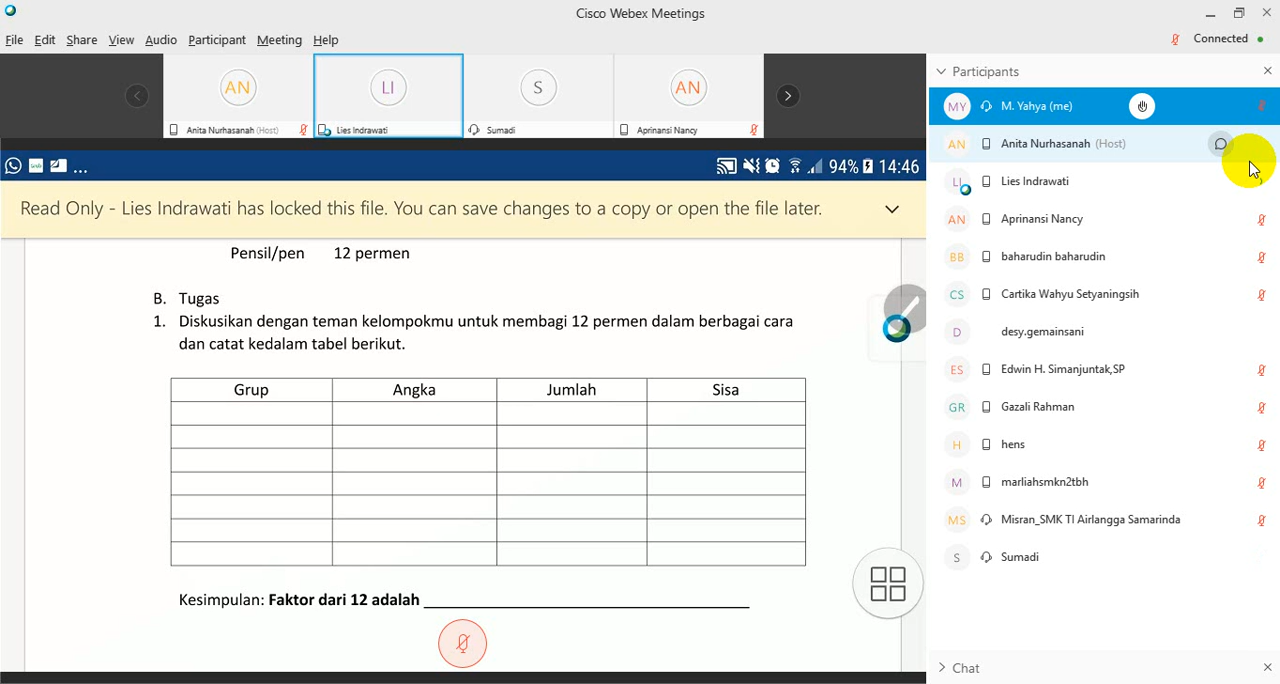 Cisco Webex Meetings
File Edit Share View Audio Participant Meeting Help
Connected
AN
LI
S
AN
Anita Nurhasanah (Host)
Lies Indrawati
Sumadi
Aprinansi Nancy
... 94% 14:46
Read Only - Lies Indrawati has locked this file. You can save changes to a copy or open the file later.
Pensil/pen 12 permen
B. Tugas
1. Diskusikan dengan teman kelompokmu untuk membagi 12 permen dalam berbagai cara
dan catat kedalam tabel berikut.
Grup Angka Jumlah Sisa
Kesimpulan: Faktor dari 12 adalah
Participants
MY M. Yahya (me)
AN Anita Nurhasanah (Host)
LI Lies Indrawati
AN Aprinansi Nancy
BB baharudin baharudin
CS Cartika Wahyu Setyaningsih
D desy.gemainsani
ES Edwin H. Simanjuntak,SP
GR Gazali Rahman
H hens
M marliahsmkn2tbh
MS Misran_SMK TI Airlangga Samarinda
S Sumadi
Chat